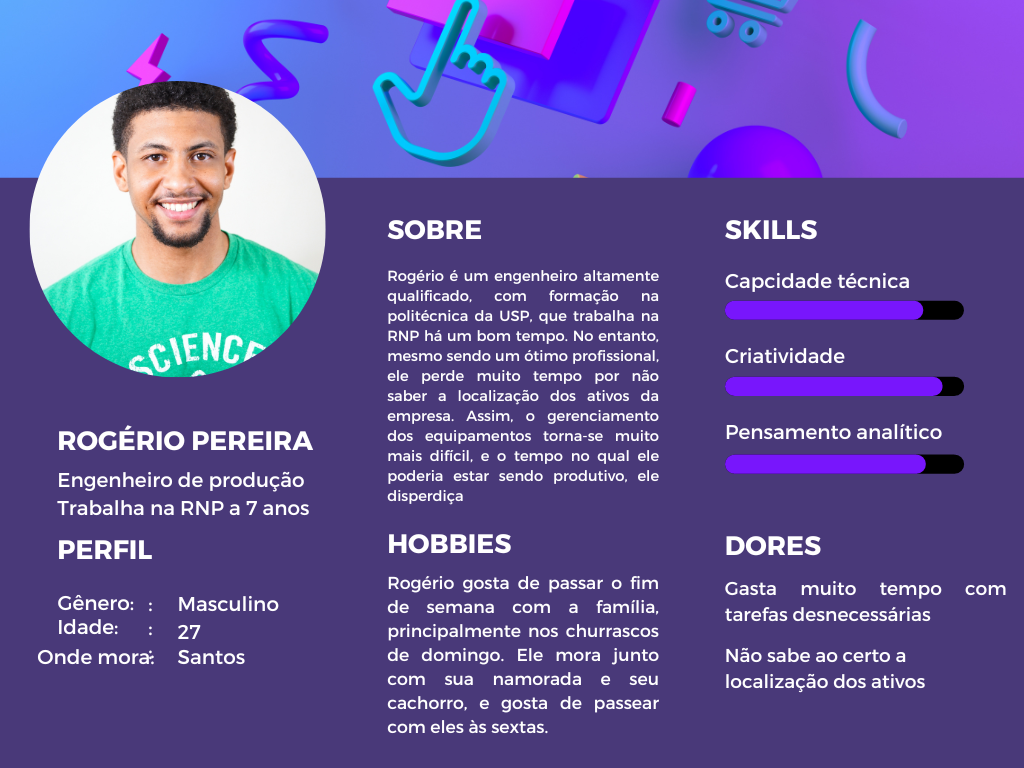 SCIENCE
ROGÉRIO PEREIRA
Engenheiro de produção
Trabalha na RNP a 7 anos
PERFIL
Gênero: : Masculino
Idade: : 27
Onde mora: : Santos
SOBRE
Rogério é um engenheiro altamente
qualificado, com formação na
politécnica da USP, que trabalha na
RNP há um bom tempo. No entanto,
mesmo sendo um ótimo profissional,
ele perde muito tempo por não
saber a localização dos ativos da
empresa. Assim, o gerenciamento
dos equipamentos torna-se muito
mais difícil, e o tempo no qual ele
poderia estar sendo produtivo, ele
disperdiça
HOBBIES
Rogério gosta de passar o fim
de semana com a família,
principalmente nos churrascos
de domingo. Ele mora junto
com sua namorada e seu
cachorro, e gosta de passear
com eles às sextas.
SKILLS
Capcidade técnica
Criatividade
Pensamento analítico
DORES
Gasta muito tempo com
tarefas desnecessárias
Não sabe ao certo a
localização dos ativos